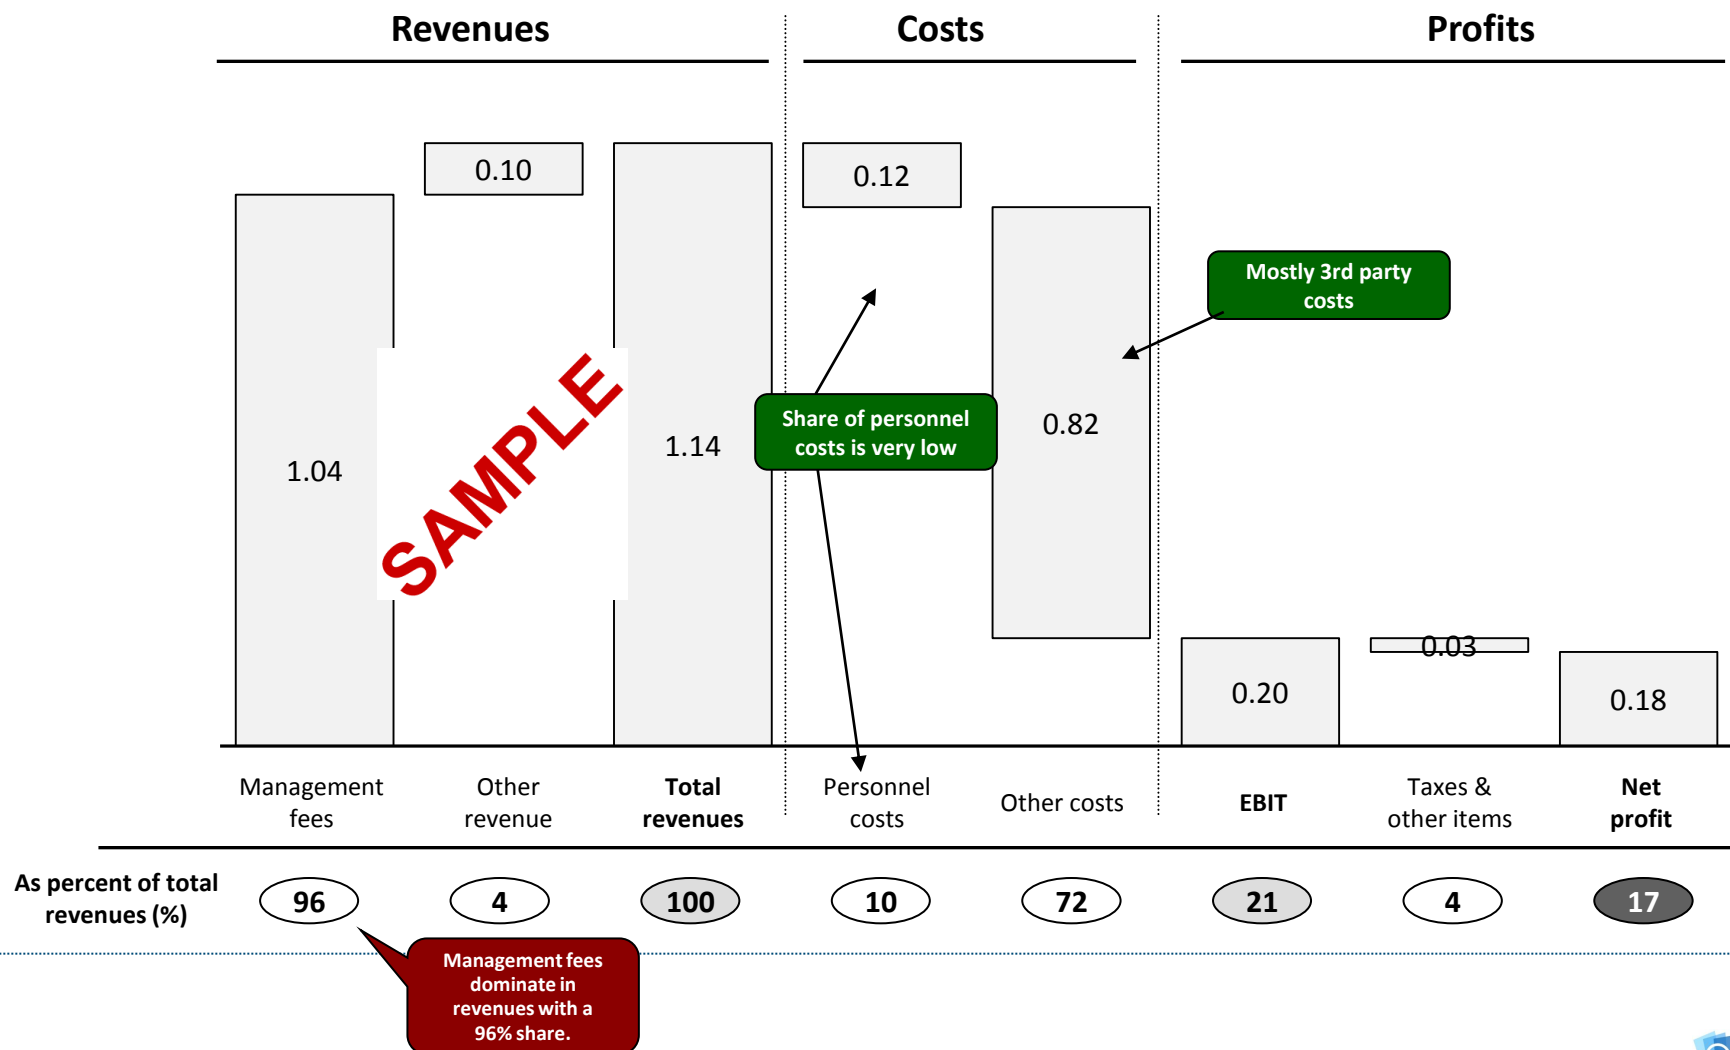 Revenues
Costs
Profits
0.10
0.12
Mostly 3rd party
costs
SAMPLE
1.04
1.14
Share of personnel
costs is very low
0.82
0.03
0.20
0.18
Management
fees
Other
revenue
Total
revenues
Personnel
costs
Other costs
EBIT
Taxes &
other items
Net
profit
As percent of total
revenues (%)
96
4
100
10
72
21
4
17
Management fees
dominate in
revenues with a
96% share.